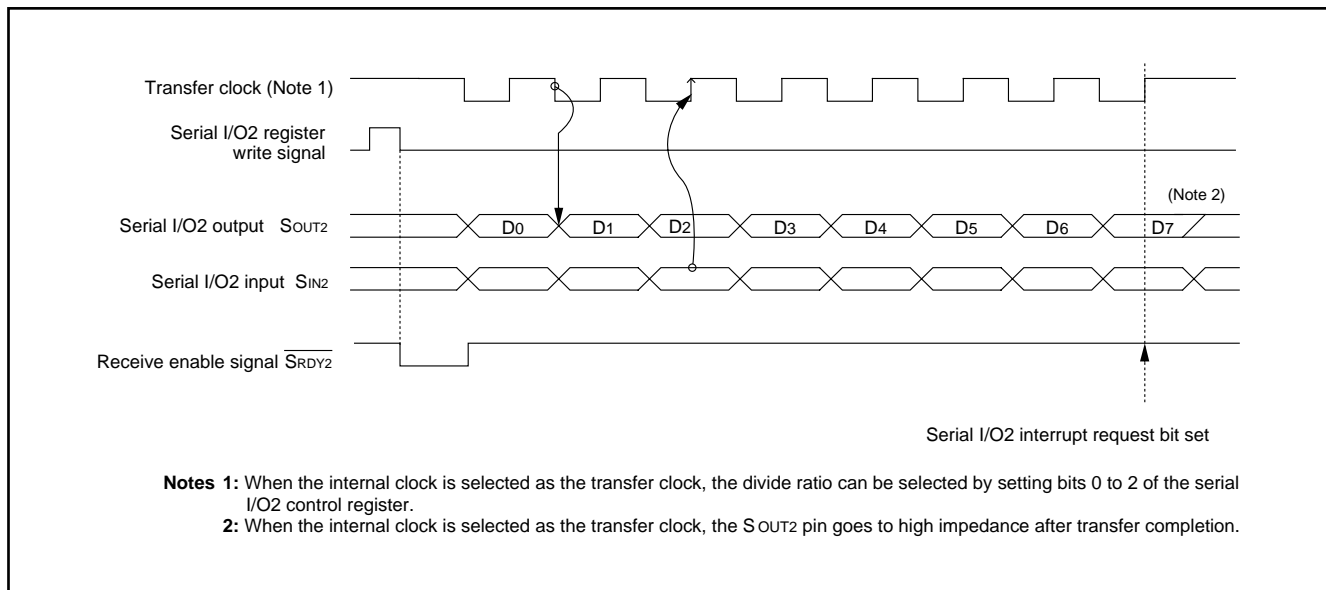 Transfer clock (Note 1)
Serial I/O2 register
write signal
(Note 2)
Serial I/O2 output SOUT2
D0 D1 D2 D3 D4 D5 D6 D7
Serial I/O2 input SIN2
Receive enable signal SRDY2
Serial I/O2 interrupt request bit set
Notes 1: When the internal clock is selected as the transfer clock, the divide ratio can be selected by setting bits 0 to 2 of the serial
I/O2 control register.
2: When the internal clock is selected as the transfer clock, the SOUT2 pin goes to high impedance after transfer completion.